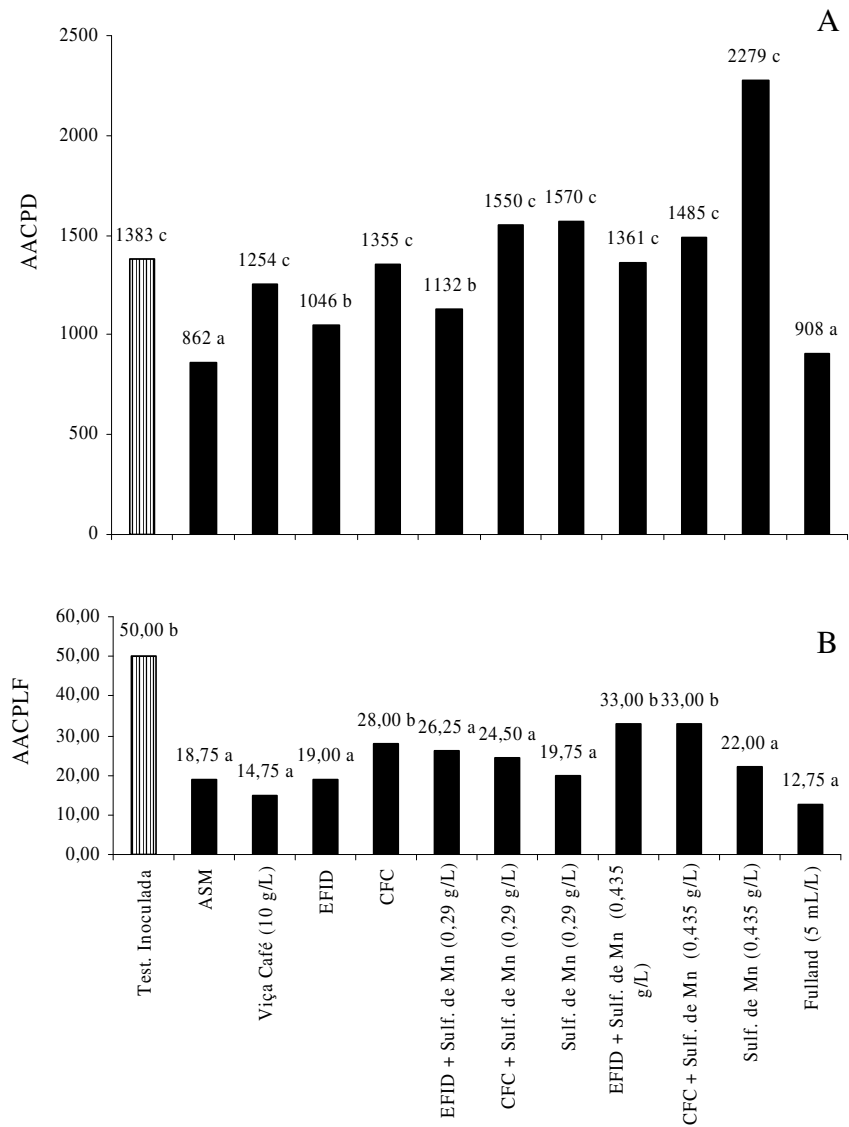 A
AACPD
2500
2000
1500
1000
500
0
1383 c
862 a
1254 c
1046 b
1355 c
1132 b
1550 c
1570 c
1361 c
1485 c
2279 c
908 a
B
AACPLF
60,00
50,00
40,00
30,00
20,00
10,00
0,00
50,00 b
18,75 a
14,75 a
19,00 a
28,00 b
26,25 a
24,50 a
19,75 a
33,00 b
33,00 b
22,00 a
12,75 a
Test. Inoculada
ASM
Viça Café (10 g/L)
EFID
CFC
EFID + Sulf. de Mn (0,29 g/L)
CFC + Sulf. de Mn (0,29 g/L)
Sulf. de Mn (0,29 g/L)
EFID + Sulf. de Mn (0,435
g/L)
CFC + Sulf. de Mn (0,435 g/L)
Sulf. de Mn (0,435 g/L)
Fulland (5 mL/L)